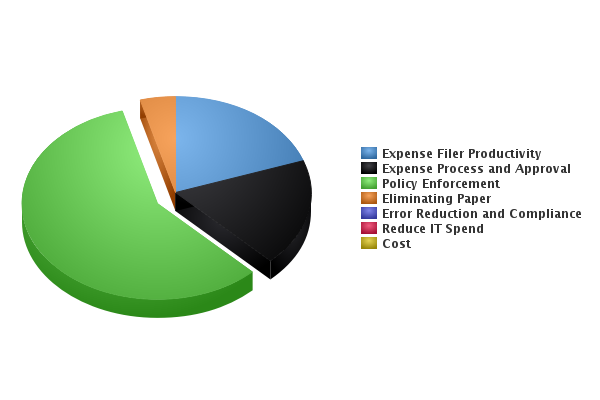 Expense Filer Productivity
Expense Process and Approval
Policy Enforcement
Eliminating Paper
Error Reduction and Compliance
Reduce IT Spend
Cost